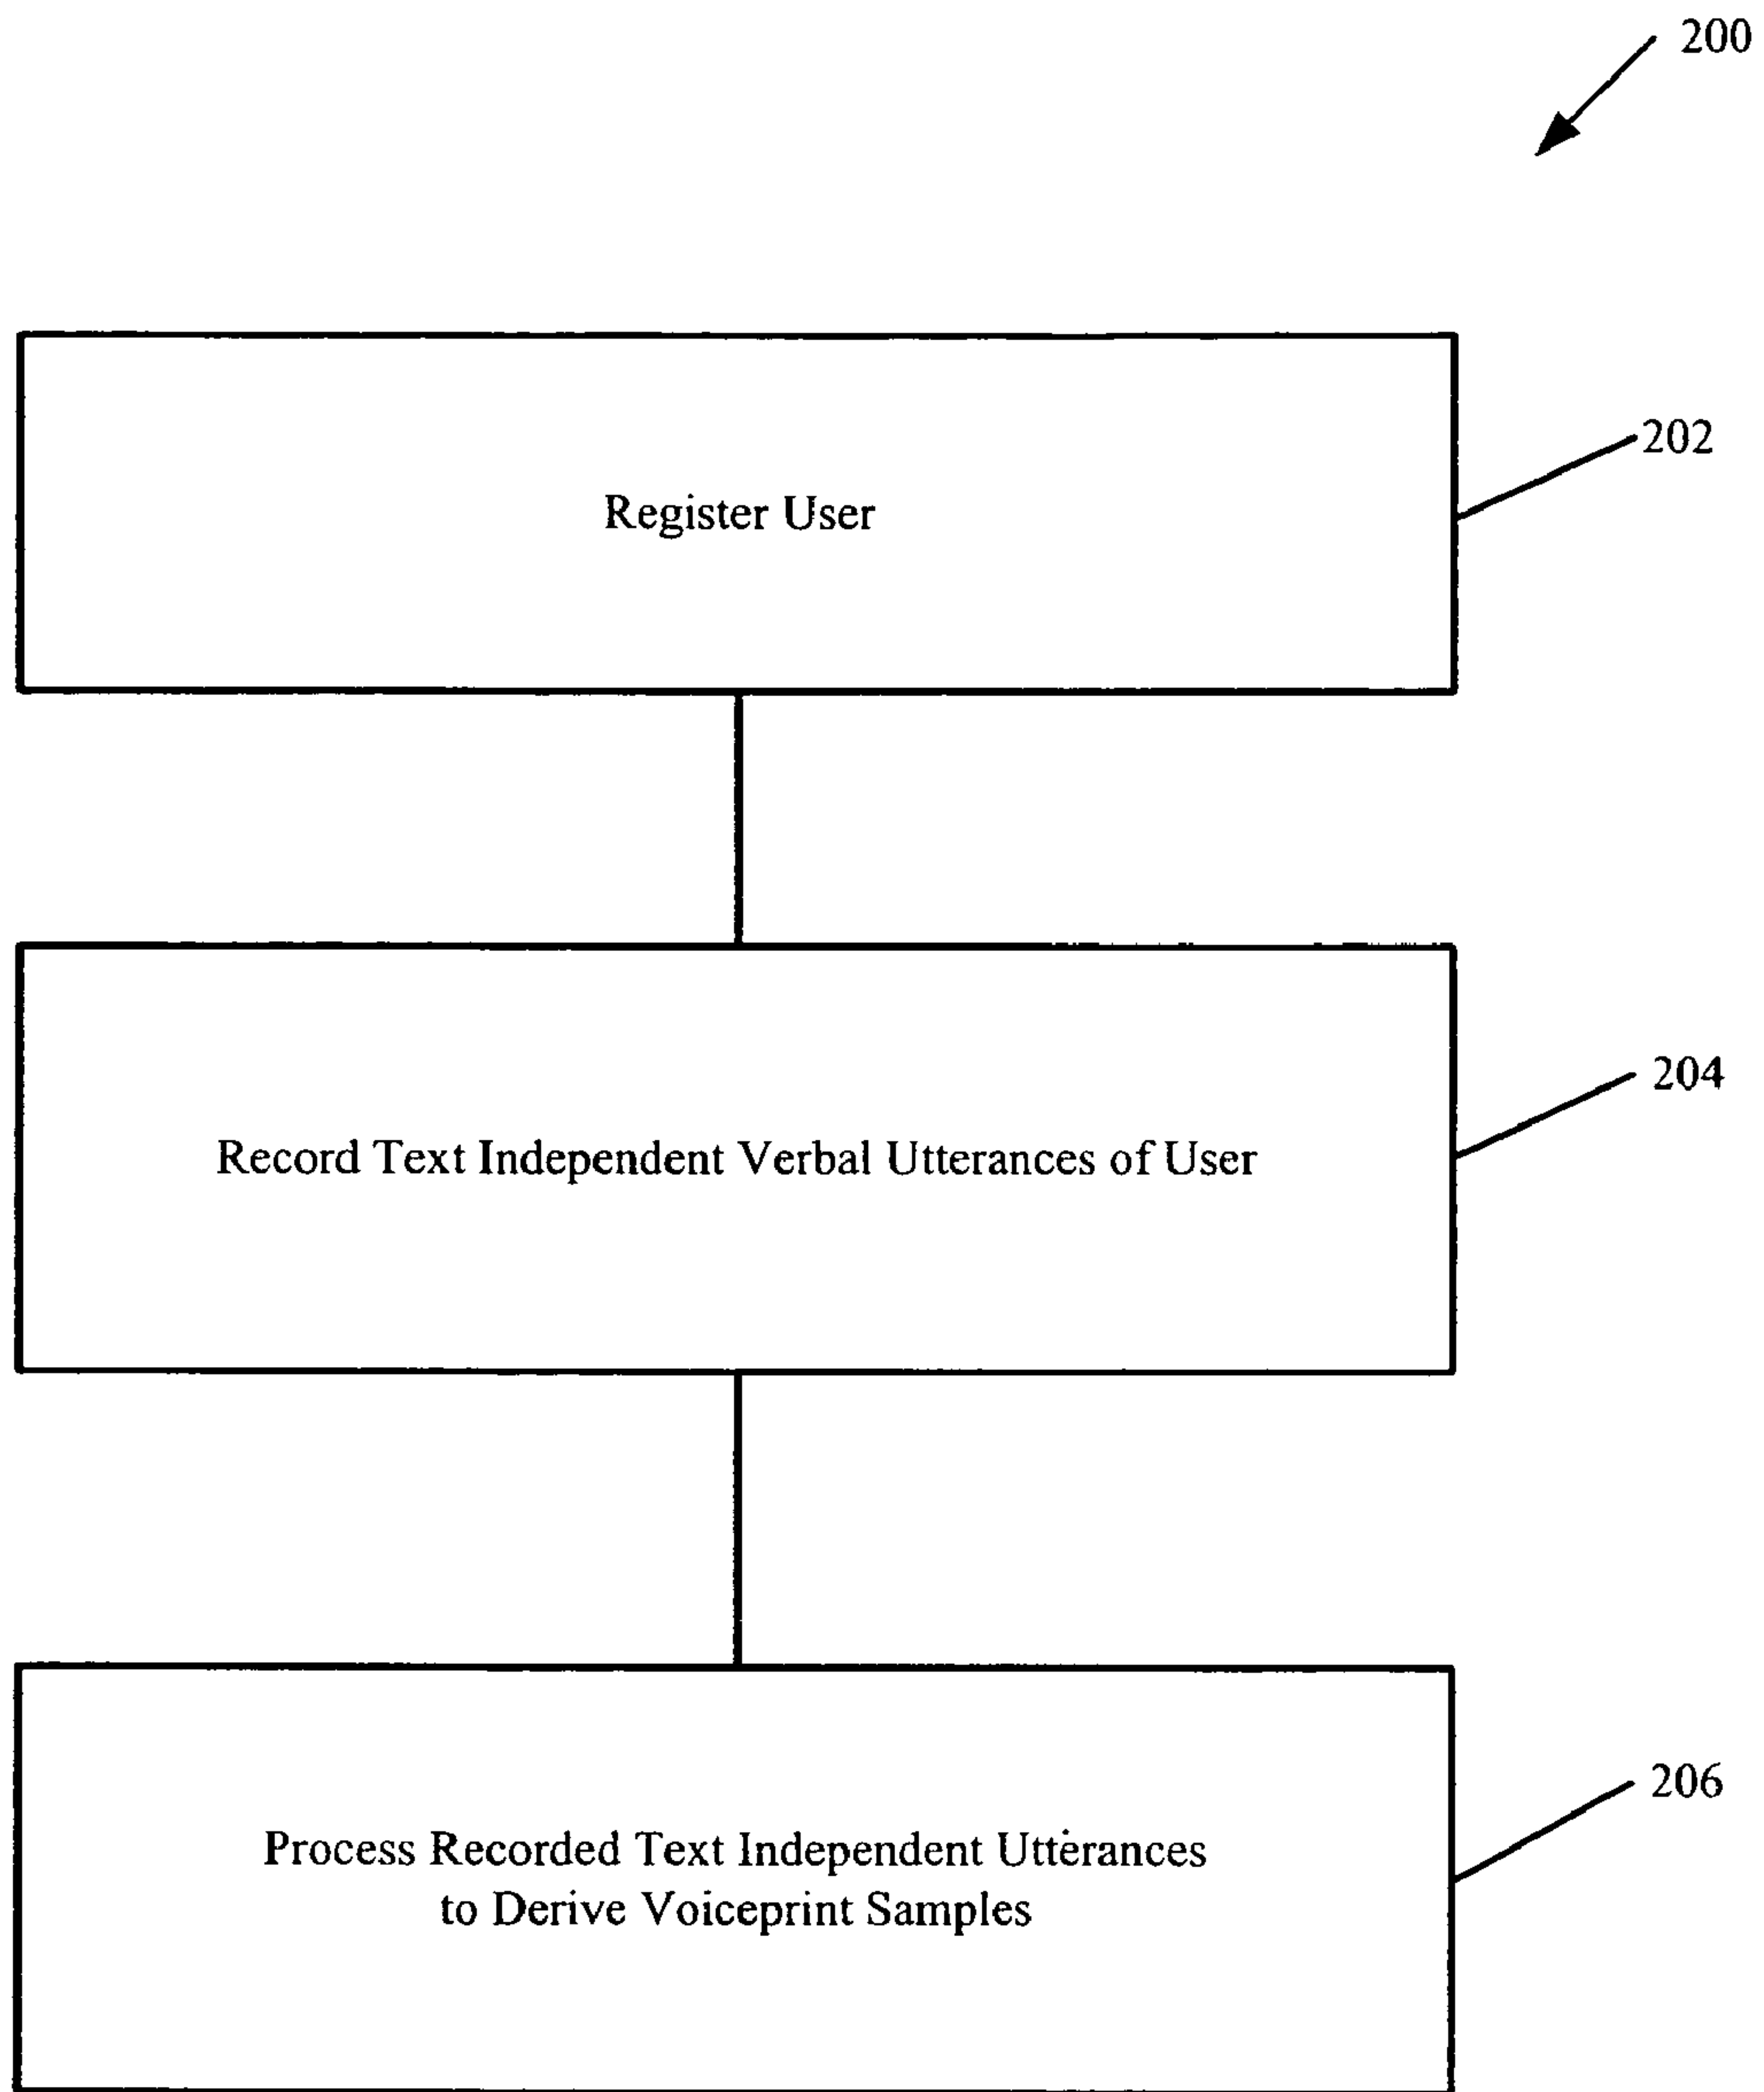 200
Register User
202
Record Text Independent Verbal Utterances of User
204
Process Recorded Text Independent Utterances
to Derive Voiceprint Samples
206